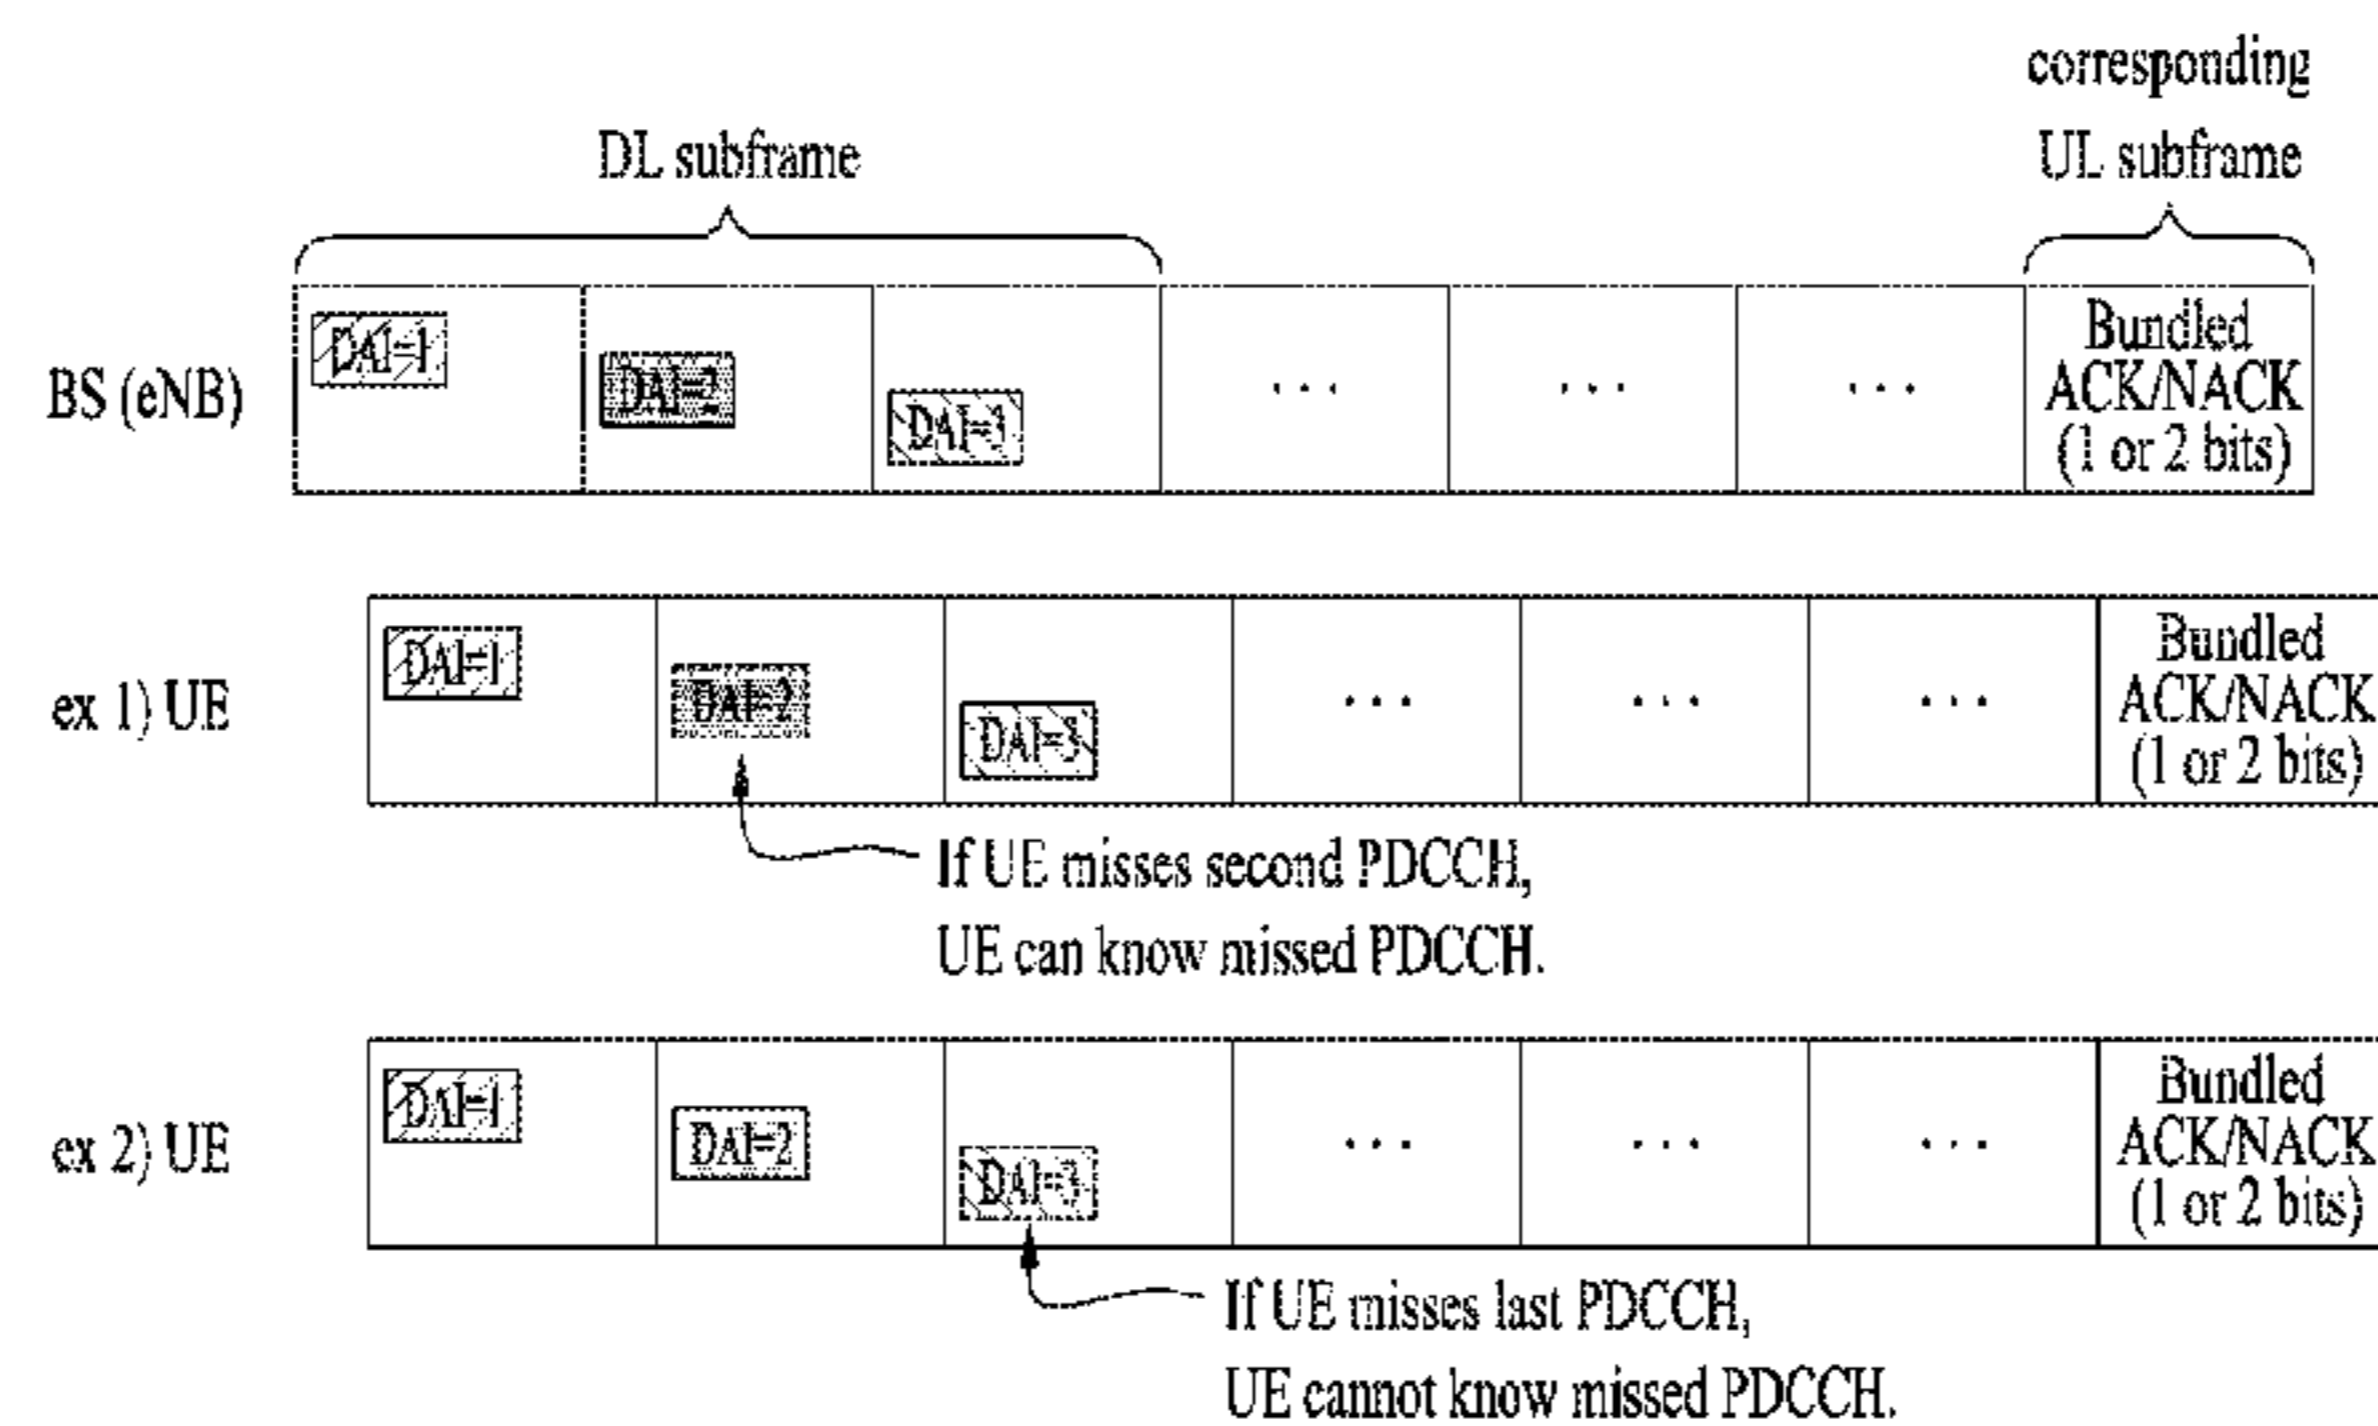 corresponding
DL subframe
UL subframe
BS (eNB)
DAI=1
DAI=2
DAI=3
...
...
...
Bundled
ACK/NACK
(1 or 2 bits)
ex 1) UE
DAI=1
DAI=2
DAI=3
...
...
...
Bundled
ACK/NACK
(1 or 2 bits)
If UE misses second PDCCH,
UE can know missed PDCCH.
ex 2) UE
DAI=1
DAI=2
DAI=3
...
...
...
Bundled
ACK/NACK
(1 or 2 bits)
If UE misses last PDCCH,
UE cannot know missed PDCCH.